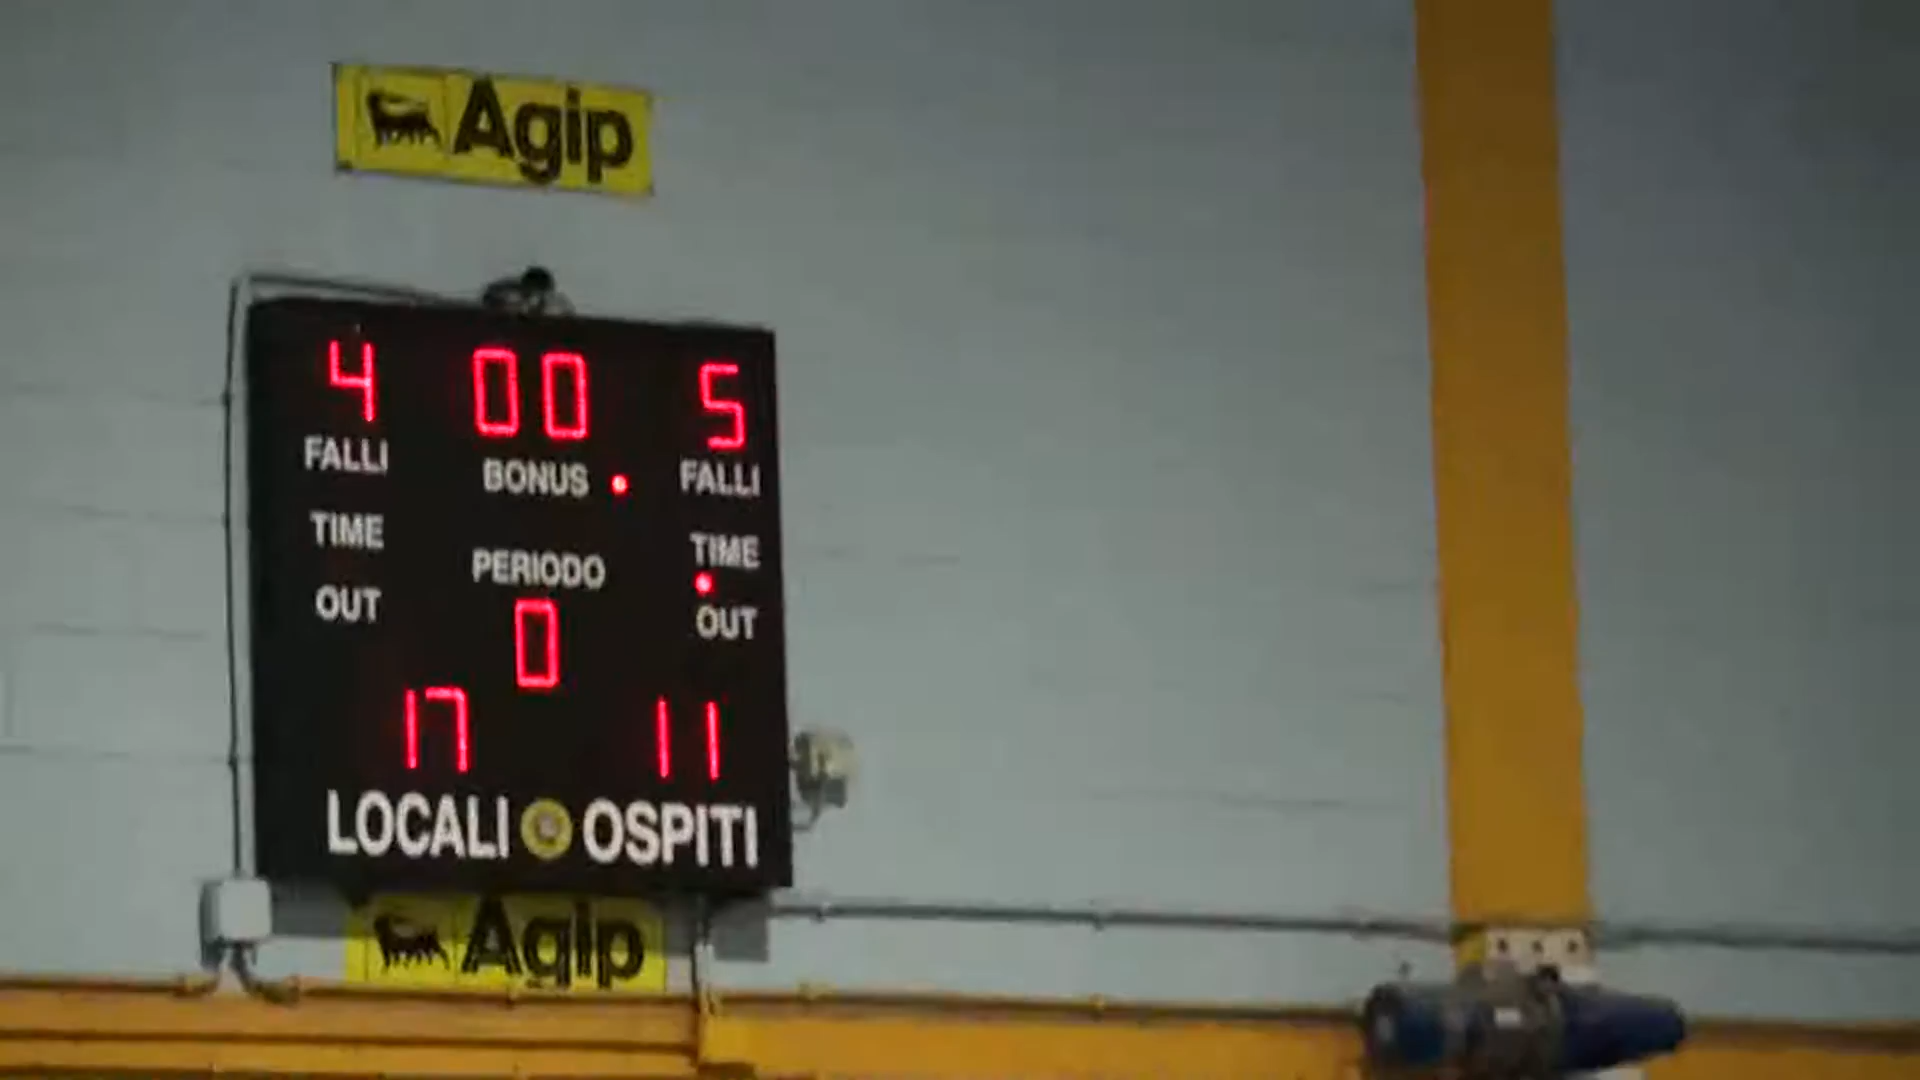 Agip
4 00 5
FALLI BONUS FALLI
TIME TIME
PERIODO
OUT OUT
0
17 11
LOCALI OSPITI
Agip